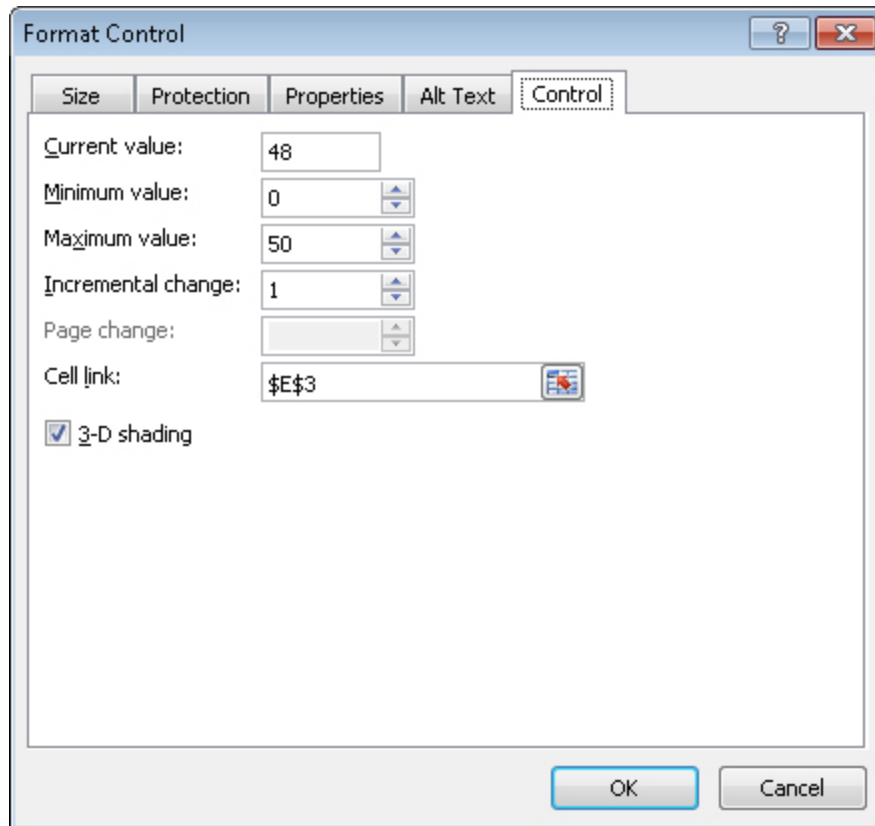 Format Control
Size Protection Properties Alt Text Control
Current value: 48
Minimum value: 0
Maximum value: 50
Incremental change: 1
Page change:
Cell link: $E$3
3-D shading
OK Cancel